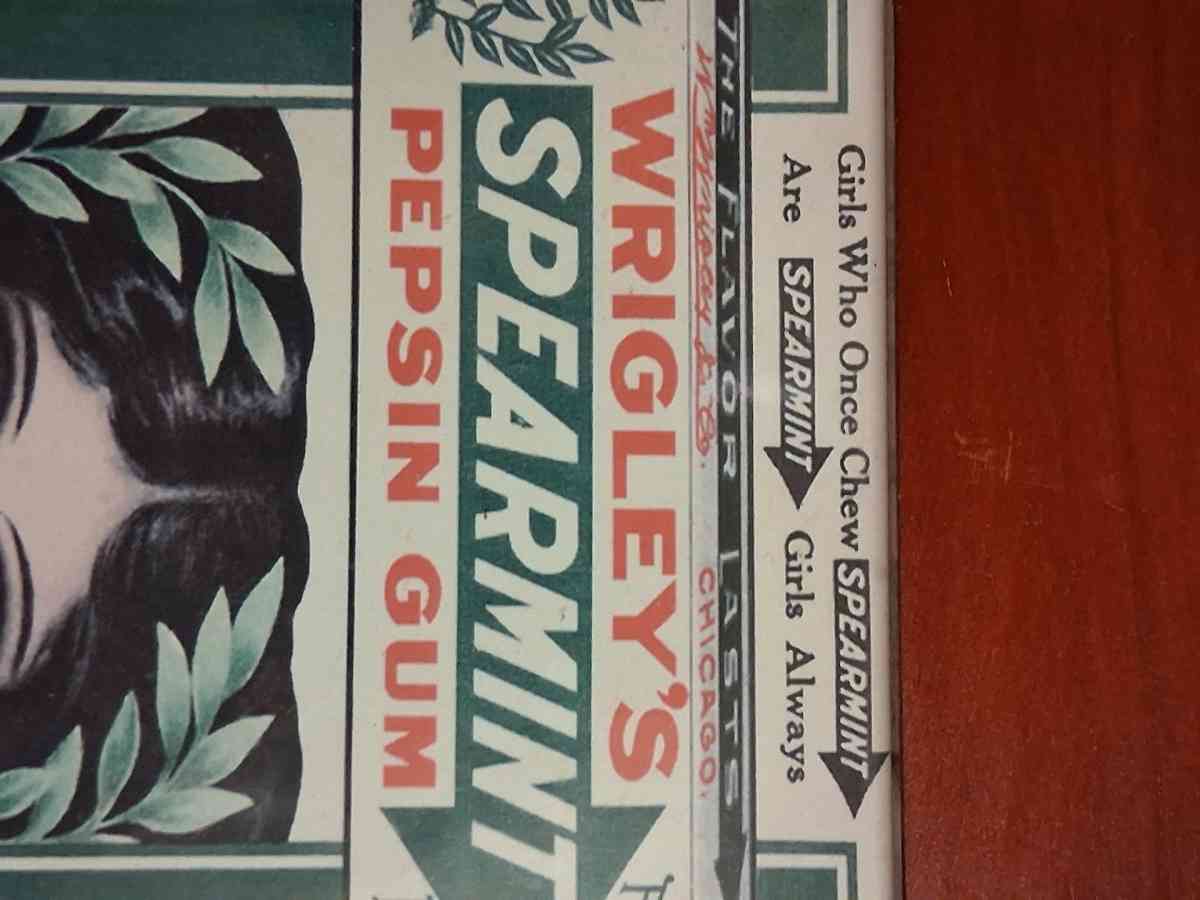 Girls Who Once Chew SPEARMINT
Are SPEARMINT Girls Always
THE FLAVOR LASTS
Wm. Wrigley Jr. Co. CHICAGO.
WRIGLEY'S
SPEARMINT
PEPSIN GUM